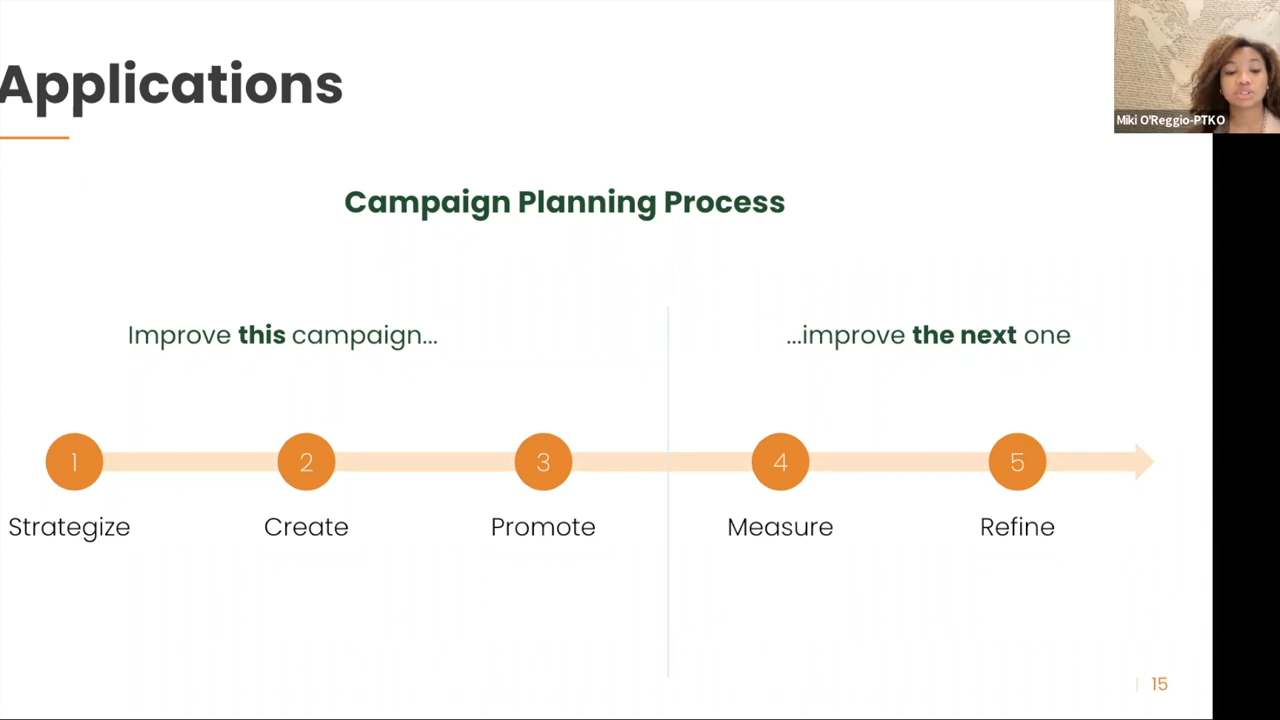 Applications
Miki O'Reggio-PTKO
Campaign Planning Process
Improve this campaign...
...improve the next one
1
2
3
4
5
Strategize
Create
Promote
Measure
Refine
| 15